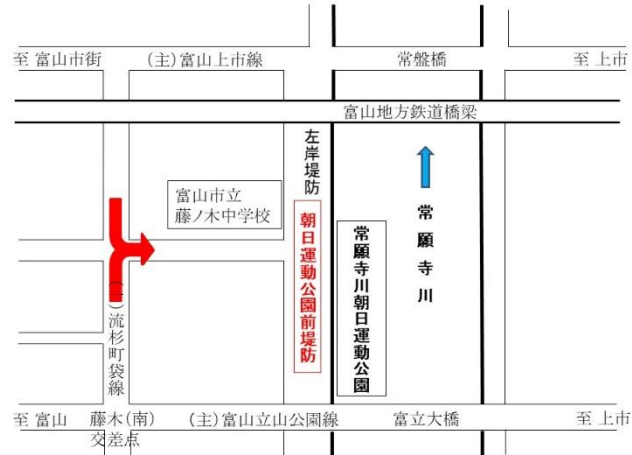 至 富山市街
(主)富山上市線
常盤橋
至 上市
富山地方鉄道橋梁
左岸堤防
富山市立
藤ノ木中学校
朝日運動公園前堤防
常願寺川朝日運動公園
常願寺川
流杉町袋線
至 富山
藤木(南)
交差点
(主)富山立山公園線
富立大橋
至 上市